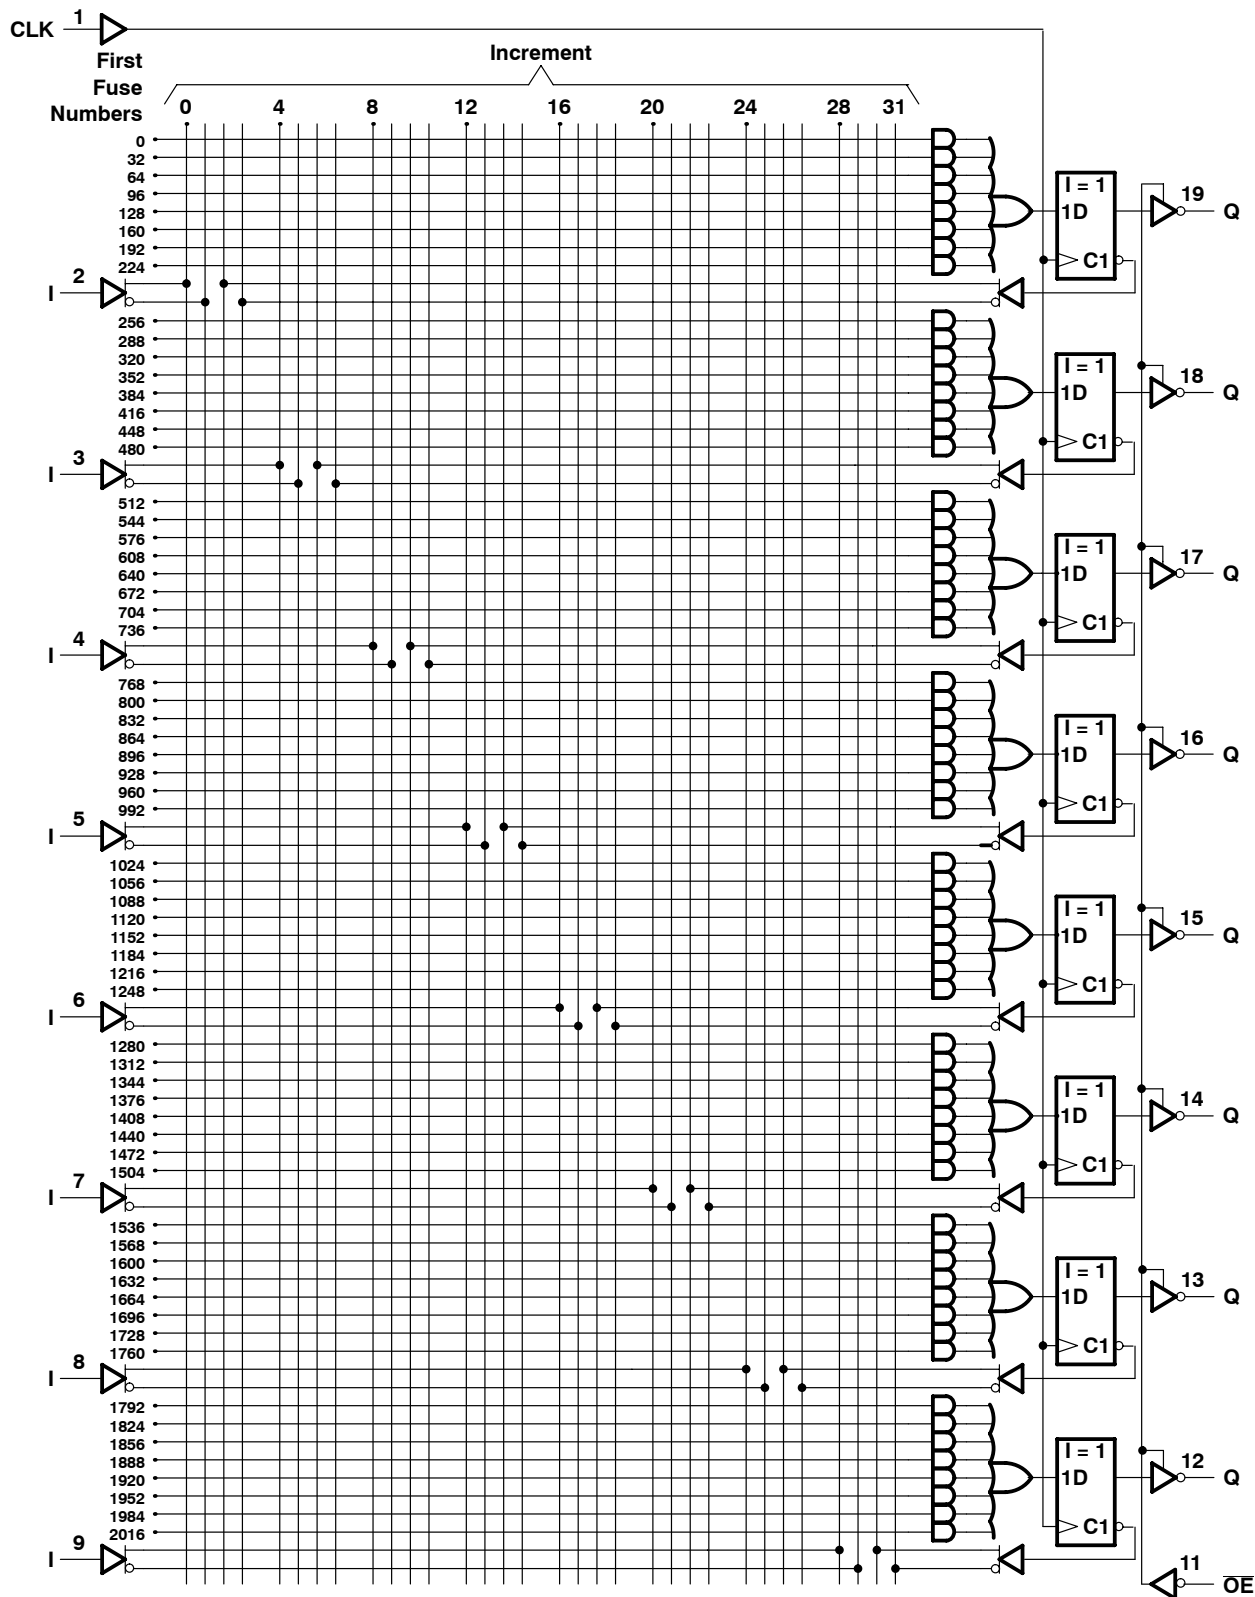 CLK 1
First
Fuse
Numbers
Increment
0 4 8 12 16 20 24 28 31
0
32
64
96
128
160
192
224
I = 1
1D
C1
19 Q
I 2
256
288
320
352
384
416
448
480
I = 1
1D
C1
18 Q
I 3
512
544
576
608
640
672
704
736
I = 1
1D
C1
17 Q
I 4
768
800
832
864
896
928
960
992
I = 1
1D
C1
16 Q
I 5
1024
1056
1088
1120
1152
1184
1216
1248
I = 1
1D
C1
15 Q
I 6
1280
1312
1344
1376
1408
1440
1472
1504
I = 1
1D
C1
14 Q
I 7
1536
1568
1600
1632
1664
1696
1728
1760
I = 1
1D
C1
13 Q
I 8
1792
1824
1856
1888
1920
1952
1984
2016
I = 1
1D
C1
12 Q
I 9
11 O̅E̅